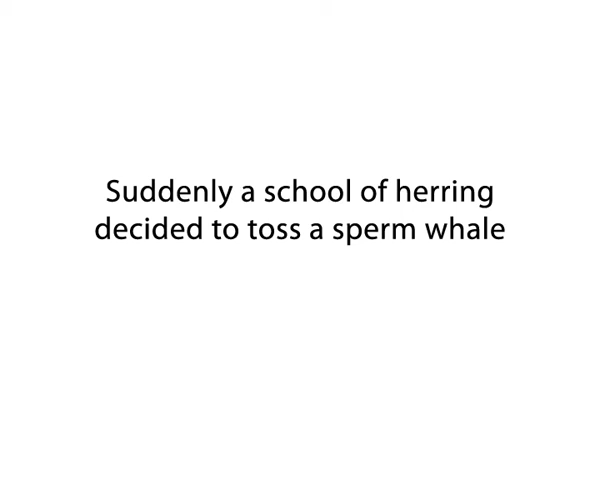 Suddenly a school of herring
decided to toss a sperm whale